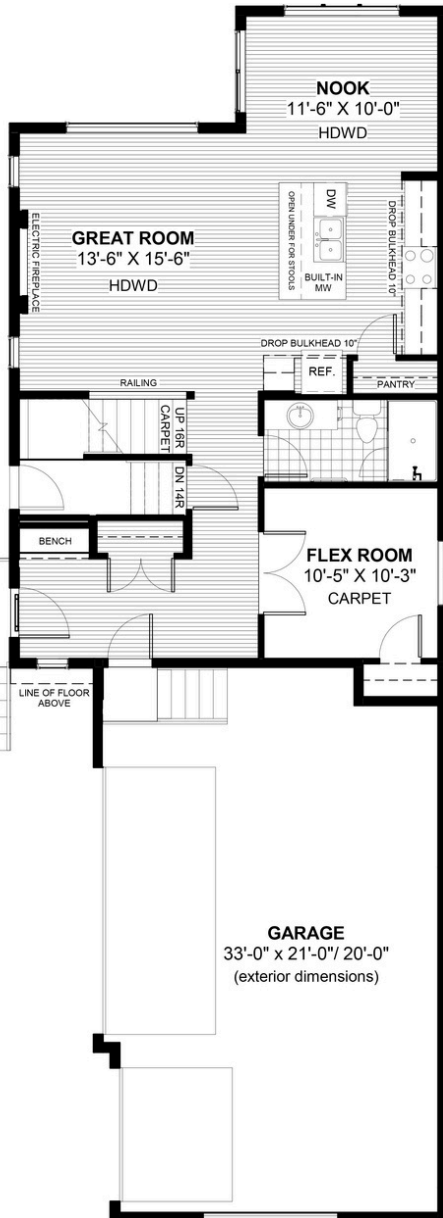 NOOK
11'-6" X 10'-0"
HDWD
DW
OPEN UNDER FOR STOOLS
BUILT-IN
MW
DROP BULKHEAD 10"
ELECTRIC FIREPLACE
GREAT ROOM
13'-6" X 15'-6"
HDWD
DROP BULKHEAD 10"
REF.
PANTRY
RAILING
UP 16R
CARPET
DN 14R
BENCH
FLEX ROOM
10'-5" X 10'-3"
CARPET
LINE OF FLOOR
ABOVE
GARAGE
33'-0" x 21'-0"/ 20'-0"
(exterior dimensions)